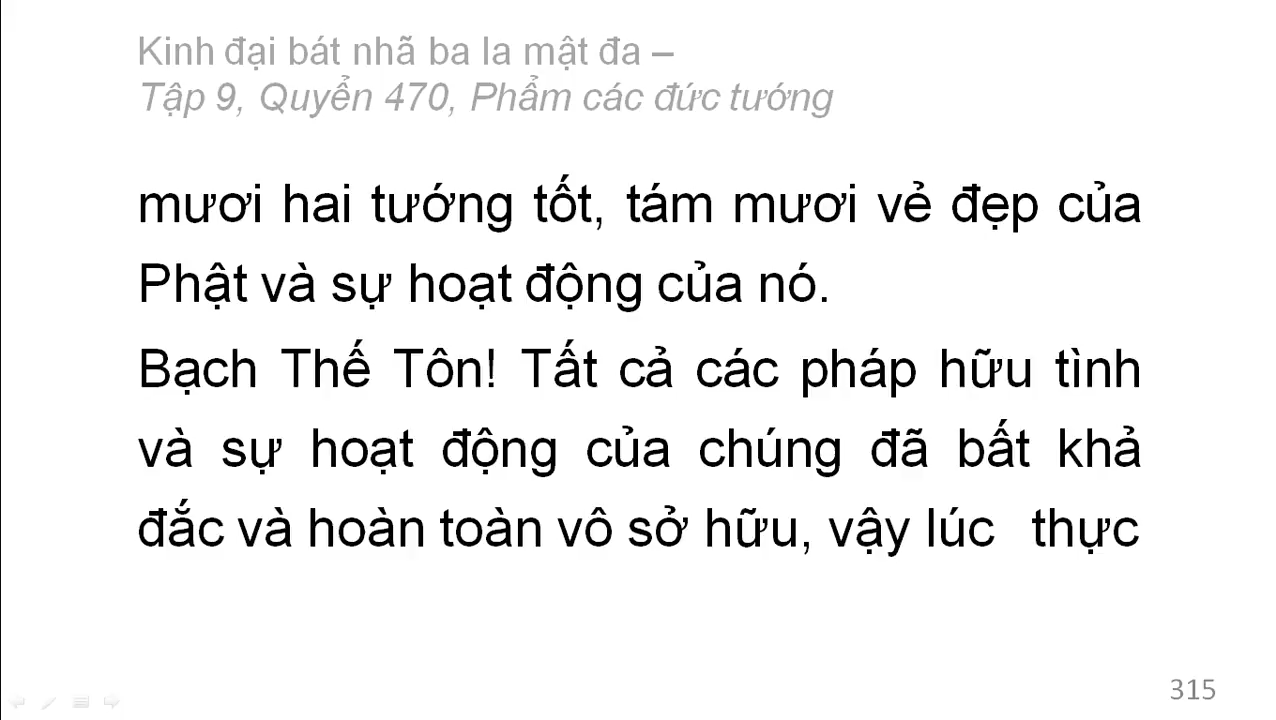 Kinh đại bát nhã ba la mật đa –
Tập 9, Quyển 470, Phẩm các đức tướng
mươi hai tướng tốt, tám mươi vẻ đẹp của
Phật và sự hoạt động của nó.
Bạch Thế Tôn! Tất cả các pháp hữu tình
và sự hoạt động của chúng đã bất khả
đắc và hoàn toàn vô sở hữu, vậy lúc thực
315